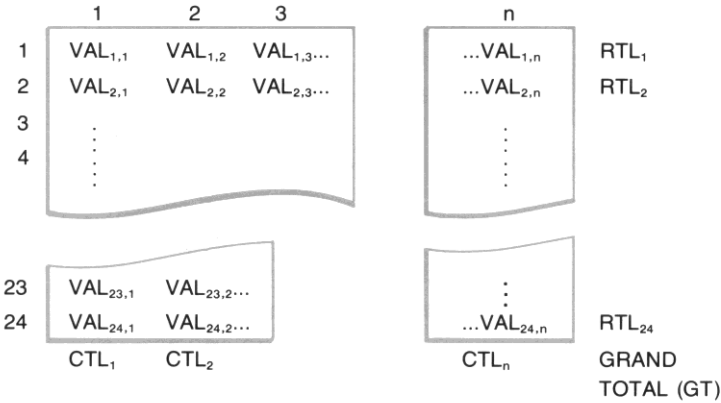 1 2 3 n
1 VAL₁,₁ VAL₁,₂ VAL₁,₃... ...VAL₁,ₙ RTL₁
2 VAL₂,₁ VAL₂,₂ VAL₂,₃... ...VAL₂,ₙ RTL₂
3
4
23 VAL₂₃,₁ VAL₂₃,₂...
24 VAL₂₄,₁ VAL₂₄,₂... ...VAL₂₄,ₙ RTL₂₄
CTL₁ CTL₂ CTLₙ GRAND
TOTAL (GT)